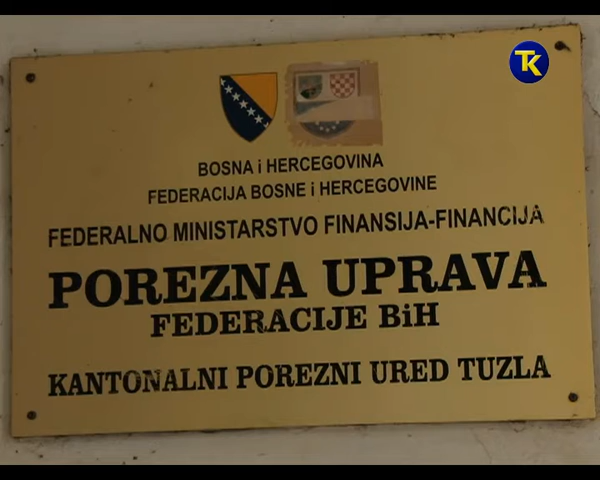 TK
BOSNA i HERCEGOVINA
FEDERACIJA BOSNE i HERCEGOVINE
FEDERALNO MINISTARSTVO FINANSIJA-FINANCIJA
POREZNA UPRAVA
FEDERACIJE BiH
KANTONALNI POREZNI URED TUZLA